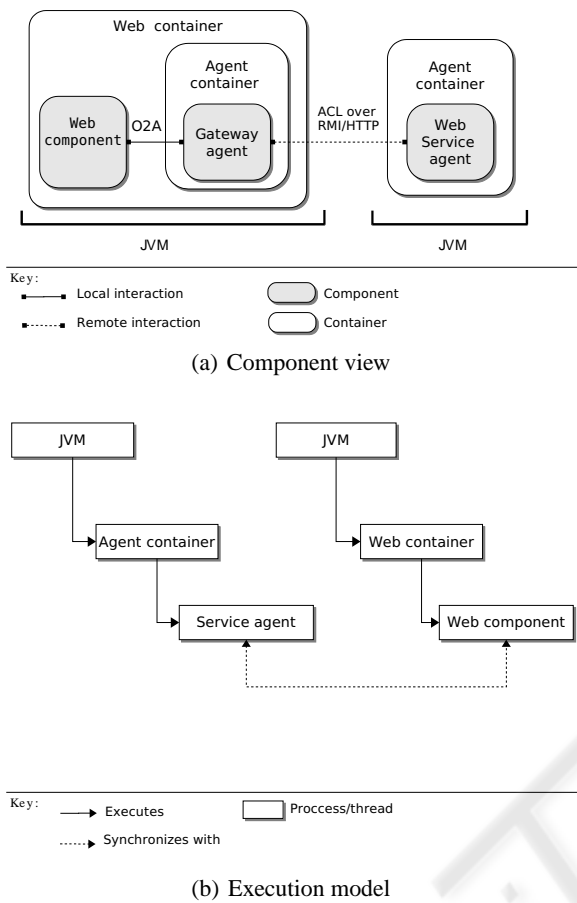 Web container
Agent
container
Web
component
O2A
Gateway
agent
ACL over
RMI/HTTP
Agent
container
Web
Service
agent
JVM
JVM
Key:
Local interaction
Component
Remote interaction
Container
(a) Component view
JVM
JVM
Agent container
Web container
Service agent
Web component
Key:
Executes
Proccess/thread
Synchronizes with
(b) Execution model